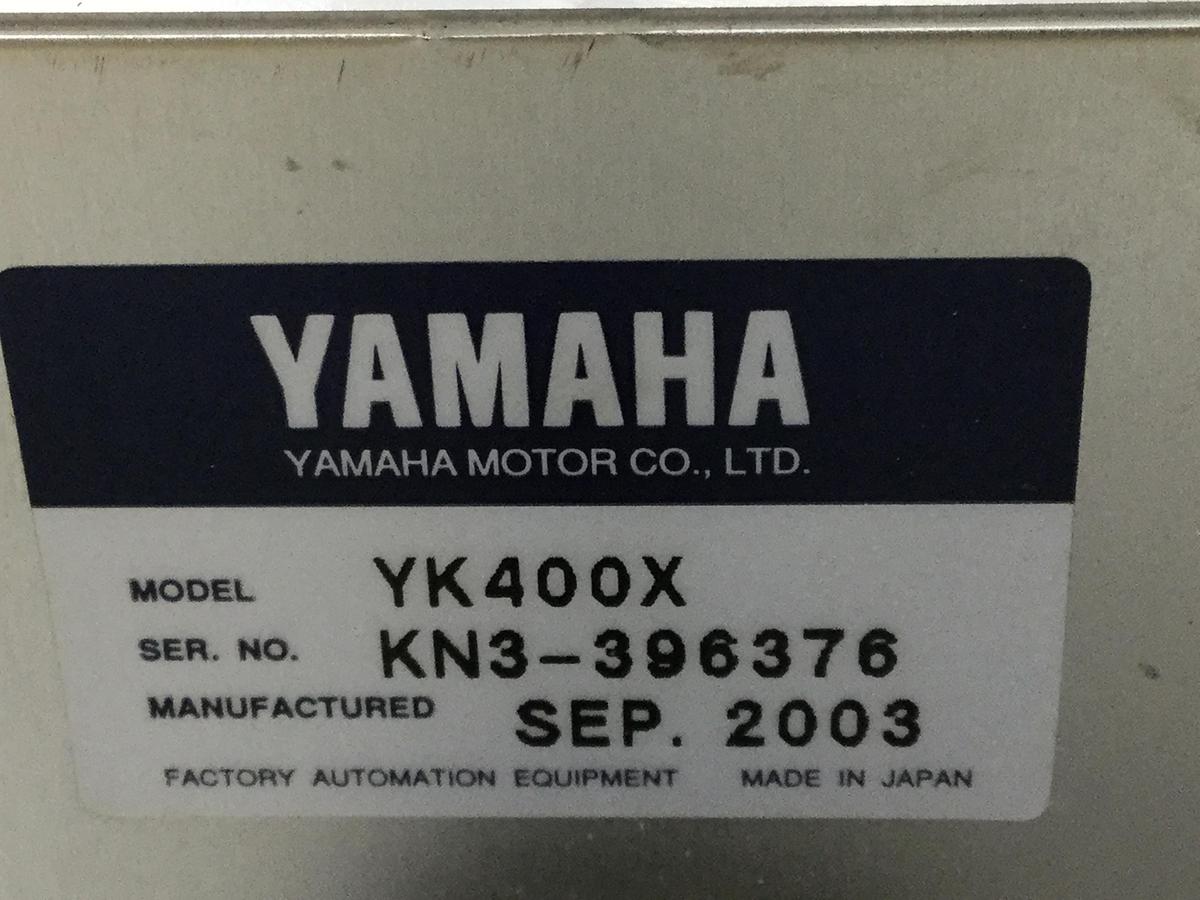 YAMAHA
YAMAHA MOTOR CO., LTD.
MODEL YK400X
SER. NO. KN3-396376
MANUFACTURED SEP. 2003
FACTORY AUTOMATION EQUIPMENT MADE IN JAPAN